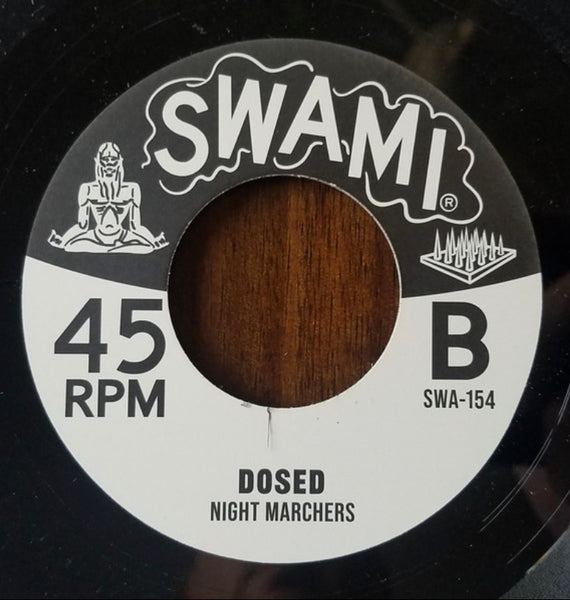 SWAMI®
45
RPM
B
SWA-154
DOSED
NIGHT MARCHERS